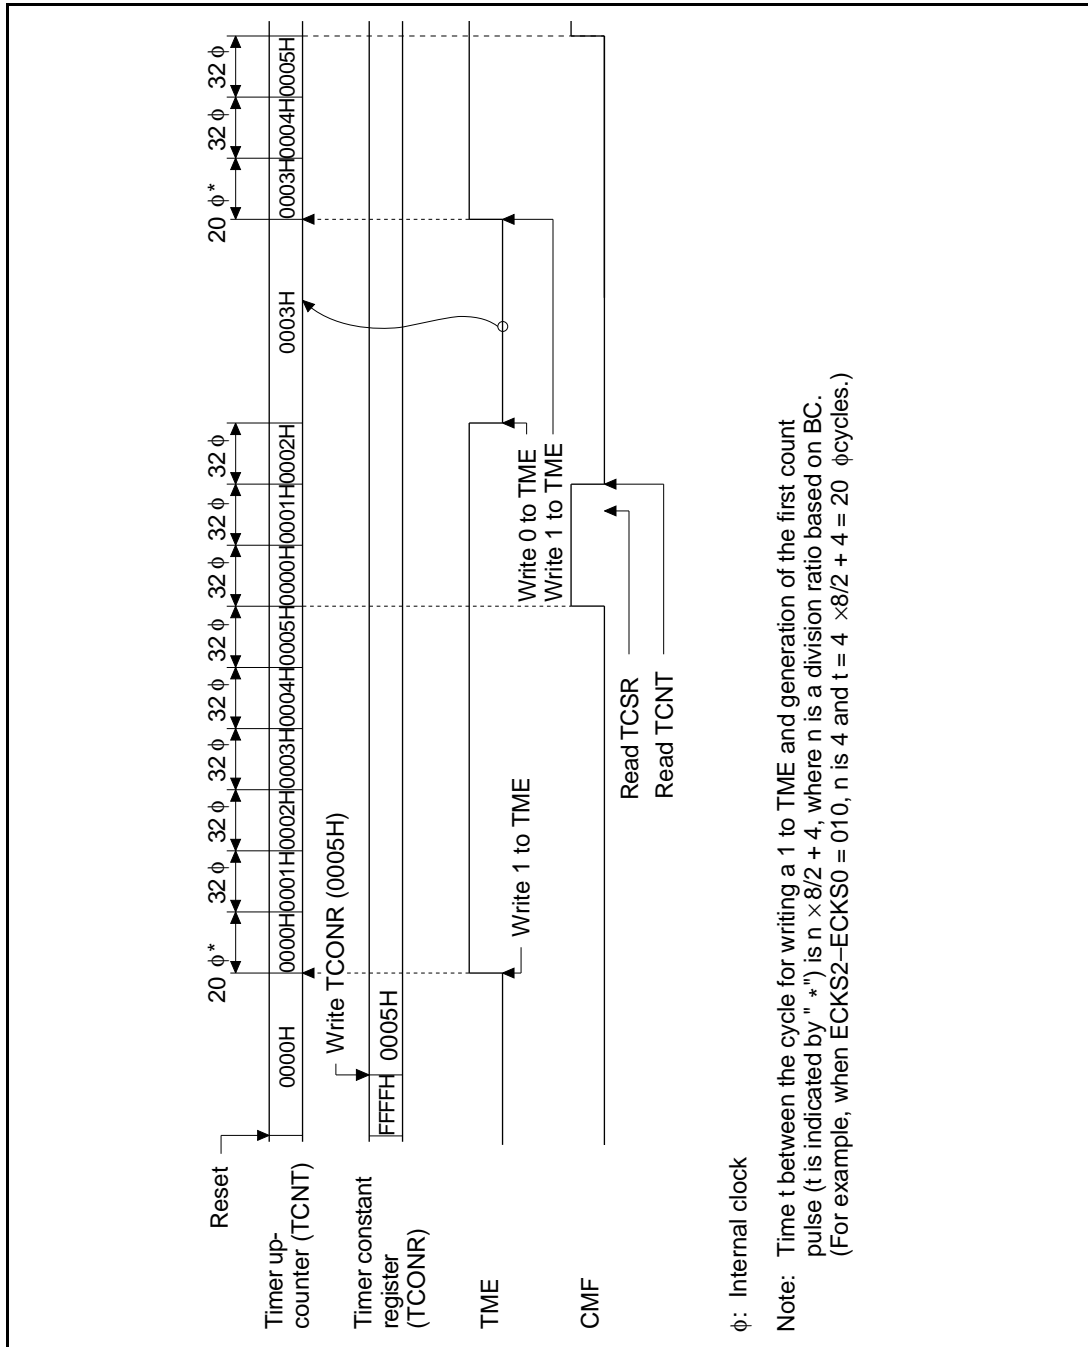 Reset
20 ϕ* 32 ϕ 32 ϕ 32 ϕ 32 ϕ 32 ϕ 32 ϕ 32 ϕ 32 ϕ 20 ϕ* 32 ϕ 32 ϕ
Timer up-
counter (TCNT)
0000H 0000H 0001H 0002H 0003H 0004H 0005H 0000H 0001H 0002H 0003H 0003H 0004H 0005H
Write TCONR (0005H)
Timer constant
register
(TCONR)
FFFFH 0005H
TME
Write 1 to TME
Write 0 to TME
Write 1 to TME
CMF
Read TCSR
Read TCNT
ϕ: Internal clock
Note: Time t between the cycle for writing a 1 to TME and generation of the first count
pulse (t is indicated by " * ") is n ×8/2 + 4, where n is a division ratio based on BC.
(For example, when ECKS2–ECKS0 = 010, n is 4 and t = 4 ×8/2 + 4 = 20 ϕcycles.)